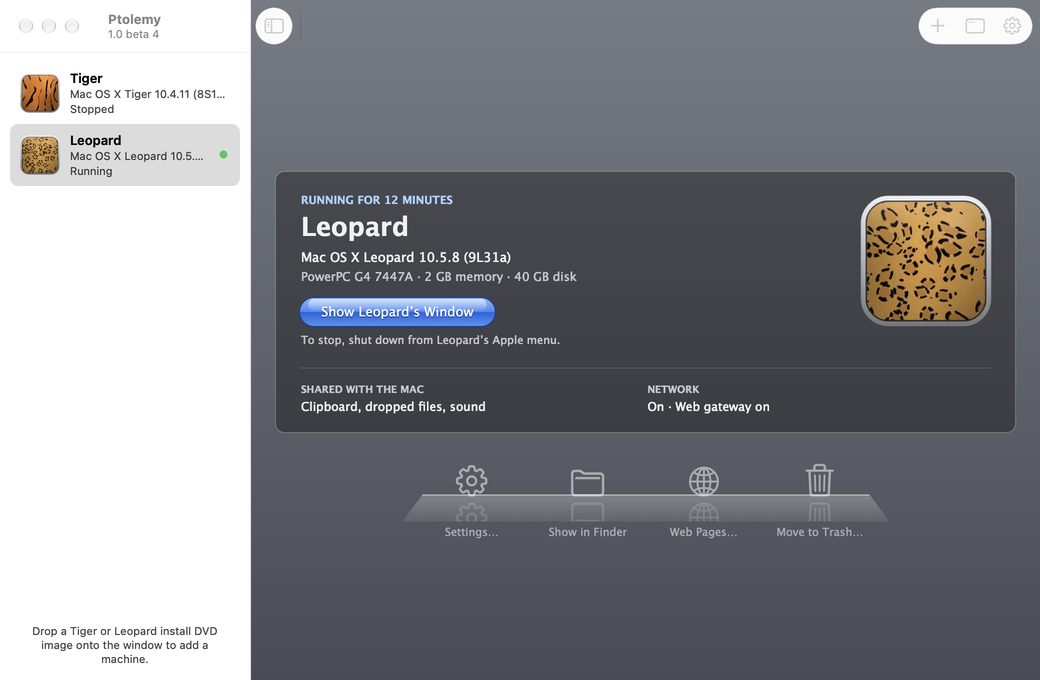 Ptolemy
1.0 beta 4
Tiger
Mac OS X Tiger 10.4.11 (8S1…
Stopped
Leopard
Mac OS X Leopard 10.5.…
Running
Drop a Tiger or Leopard install DVD
image onto the window to add a
machine.
RUNNING FOR 12 MINUTES
Leopard
Mac OS X Leopard 10.5.8 (9L31a)
PowerPC G4 7447A · 2 GB memory · 40 GB disk
Show Leopard's Window
To stop, shut down from Leopard's Apple menu.
SHARED WITH THE MAC
Clipboard, dropped files, sound
NETWORK
On · Web gateway on
Settings…
Show in Finder
Web Pages…
Move to Trash…